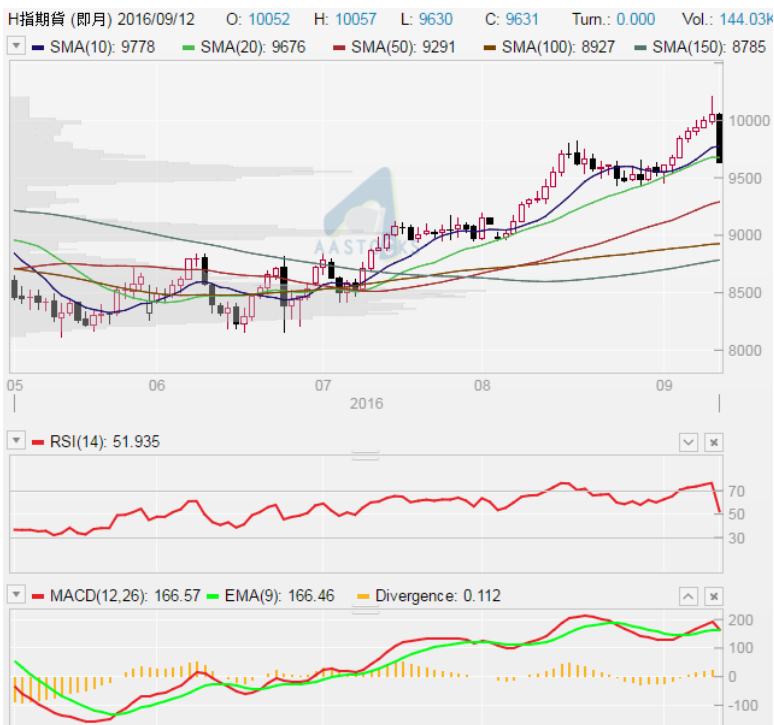 H指期貨 (即月) 2016/09/12 O: 10052 H: 10057 L: 9630 C: 9631 Turn.: 0.000 Vol.: 144.03K
SMA(10): 9778 SMA(20): 9676 SMA(50): 9291 SMA(100): 8927 SMA(150): 8785
10000
9500
9000
AASTOCKS
8500
8000
05 06 07 08 09
2016
RSI(14): 51.935
70
50
30
MACD(12,26): 166.57 EMA(9): 166.46 Divergence: 0.112
200
100
0
-100